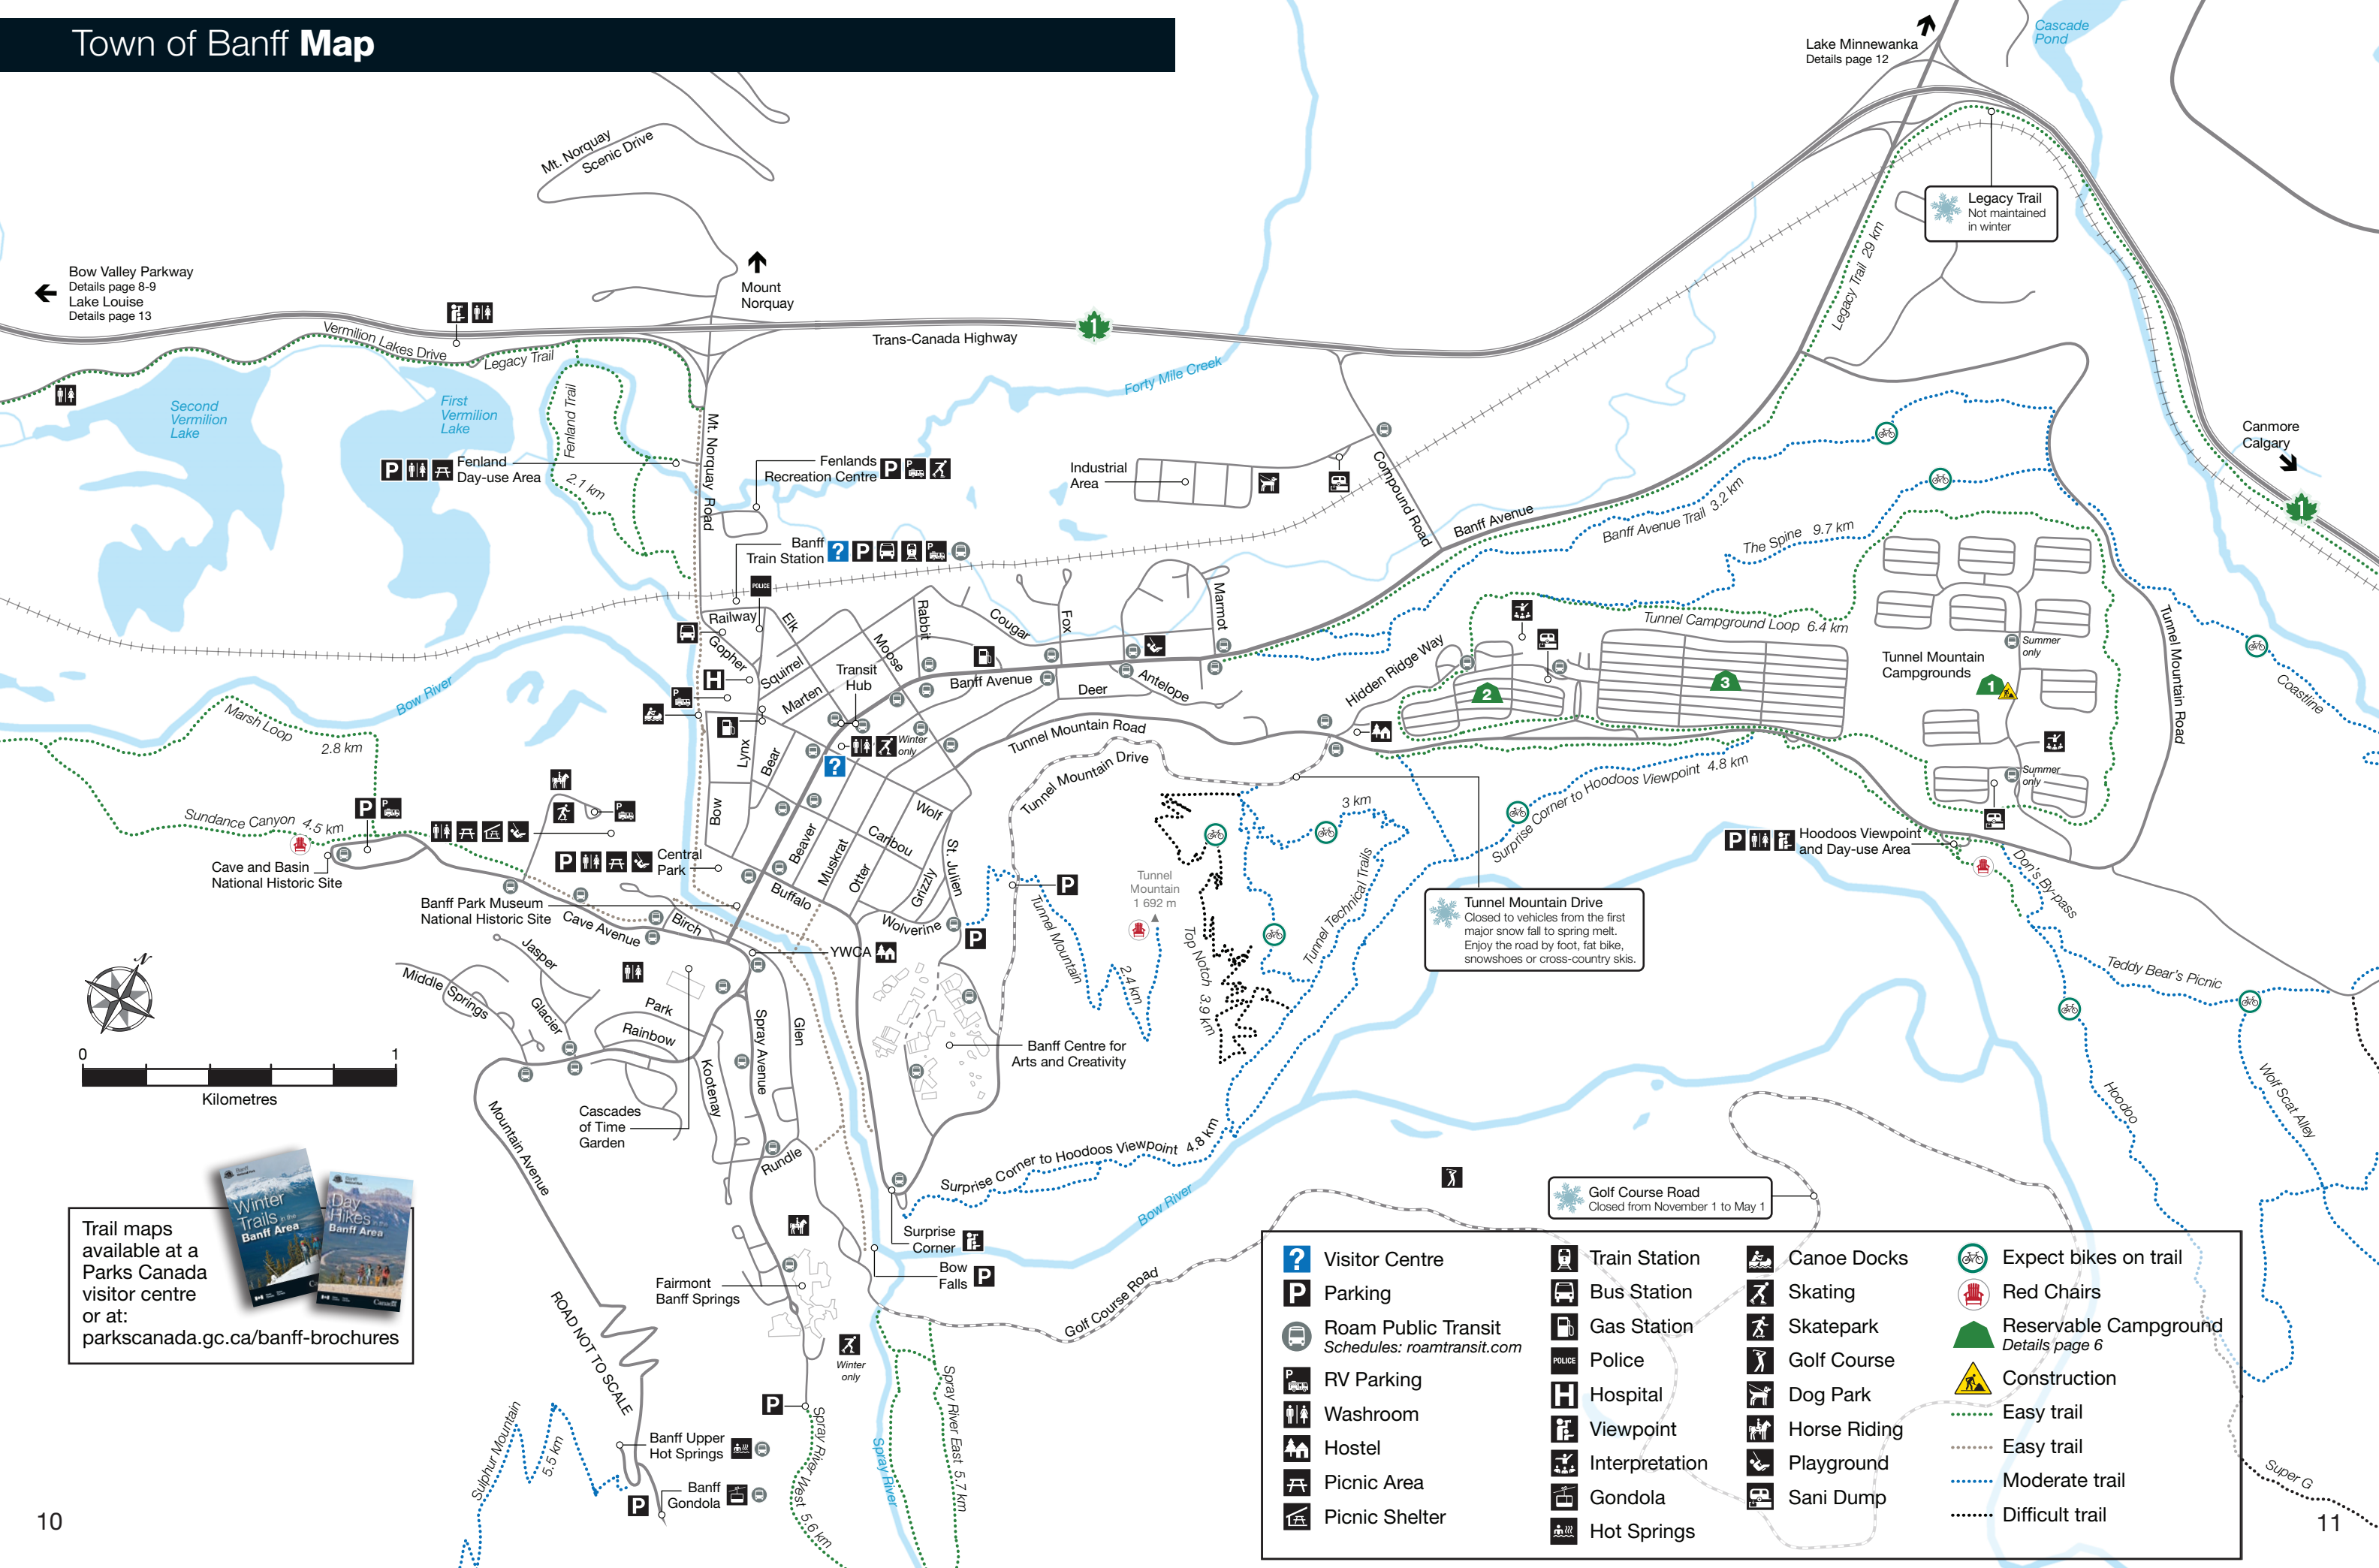 Town of Banff Map
Lake Minnewanka
Details page 12
Cascade
Pond
Mt. Norquay
Scenic Drive
Legacy Trail
Not maintained
in winter
Legacy Trail 29 km
Bow Valley Parkway
Details page 8-9
Lake Louise
Details page 13
Mount
Norquay
Vermilion Lakes Drive
Legacy Trail
Trans-Canada Highway
1
Forty Mile Creek
Second
Vermilion
Lake
First
Vermilion
Lake
Fenland Trail
2.1 km
Mt. Norquay Road
Fenland
Day-use Area
Fenlands
Recreation Centre
Industrial
Area
Compound Road
Banff Avenue
Banff Avenue Trail 3.2 km
The Spine 9.7 km
Canmore
Calgary
1
Banff
Train Station
POLICE
Railway
Elk
Gopher
Squirrel
Moose
Rabbit
Cougar
Fox
Marmot
Marten
Transit
Hub
Banff Avenue
Deer
Antelope
Hidden Ridge Way
Tunnel Campground Loop 6.4 km
2
3
Tunnel Mountain
Campgrounds
1
Summer
only
Summer
only
Tunnel Mountain Road
Coastline
Bow River
Marsh Loop
2.8 km
Lynx
Bear
Winter
only
Tunnel Mountain Road
Tunnel Mountain Drive
Sundance Canyon 4.5 km
Cave and Basin
National Historic Site
Bow
Beaver
Muskrat
Otter
Caribou
Wolf
Grizzly
St. Julien
Buffalo
Wolverine
Central
Park
Banff Park Museum
National Historic Site
Cave Avenue
Birch
YWCA
3 km
Surprise Corner to Hoodoos Viewpoint 4.8 km
Hoodoos Viewpoint
and Day-use Area
Don's By-pass
Tunnel
Mountain
1 692 m
Tunnel Mountain
2.4 km
Top Notch 3.9 km
Tunnel Technical Trails
Tunnel Mountain Drive
Closed to vehicles from the first
major snow fall to spring melt.
Enjoy the road by foot, fat bike,
snowshoes or cross-country skis.
Teddy Bear's Picnic
Hoodoo
Wolf Scat Alley
N
0 1
Kilometres
Jasper
Middle Springs
Glacier
Park
Rainbow
Kootenay
Spray Avenue
Glen
Rundle
Cascades
of Time
Garden
Mountain Avenue
Banff Centre for
Arts and Creativity
Surprise Corner to Hoodoos Viewpoint 4.8 km
Bow River
Surprise
Corner
Bow
Falls
Fairmont
Banff Springs
Golf Course Road
Golf Course Road
Closed from November 1 to May 1
Winter
only
ROAD NOT TO SCALE
Sulphur Mountain
5.5 km
Banff Upper
Hot Springs
Banff
Gondola
Spray River West 5.6 km
Spray River
Spray River East 5.7 km
Super G
Trail maps
available at a
Parks Canada
visitor centre
or at:
parkscanada.gc.ca/banff-brochures
Winter
Trails in the
Banff Area
Day
Hikes in the
Banff Area
Canada
Visitor Centre
Parking
Roam Public Transit
Schedules: roamtransit.com
RV Parking
Washroom
Hostel
Picnic Area
Picnic Shelter
Train Station
Bus Station
Gas Station
POLICE
Police
Hospital
Viewpoint
Interpretation
Gondola
Hot Springs
Canoe Docks
Skating
Skatepark
Golf Course
Dog Park
Horse Riding
Playground
Sani Dump
Expect bikes on trail
Red Chairs
Reservable Campground
Details page 6
Construction
Easy trail
Easy trail
Moderate trail
Difficult trail
10
11